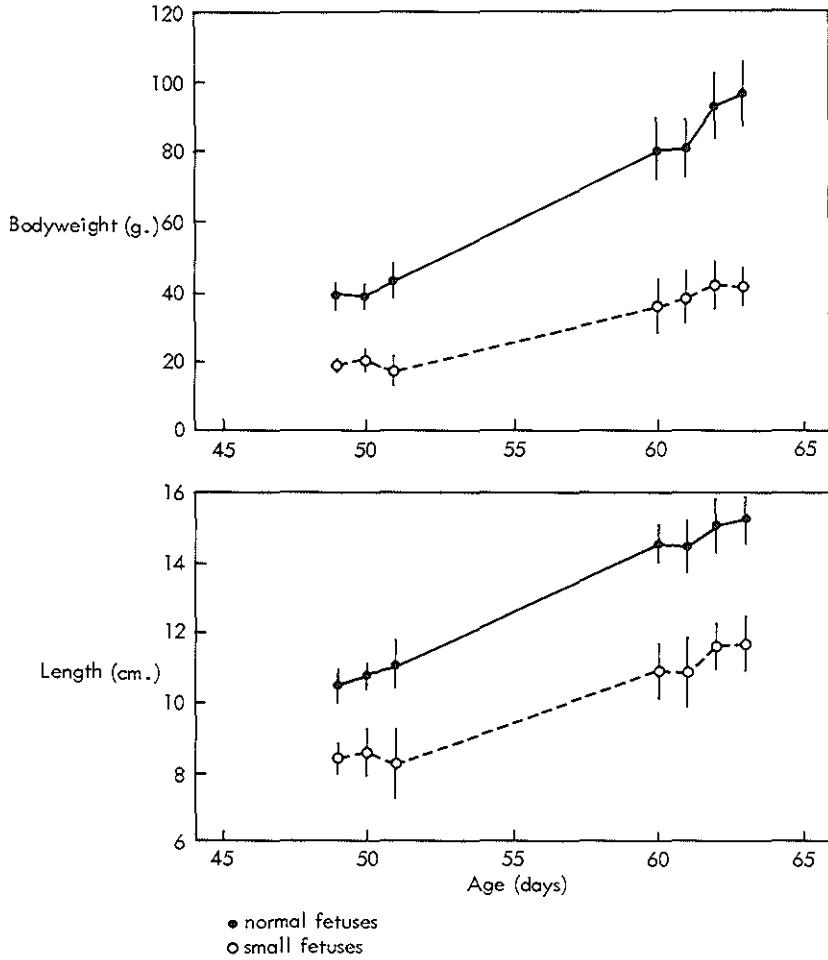 120
100
80
60
Bodyweight (g.)
40
20
0
45 50 55 60 65
16
14
12
Length (cm.)
10
8
6
45 50 55 60 65
Age (days)
normal fetuses
small fetuses